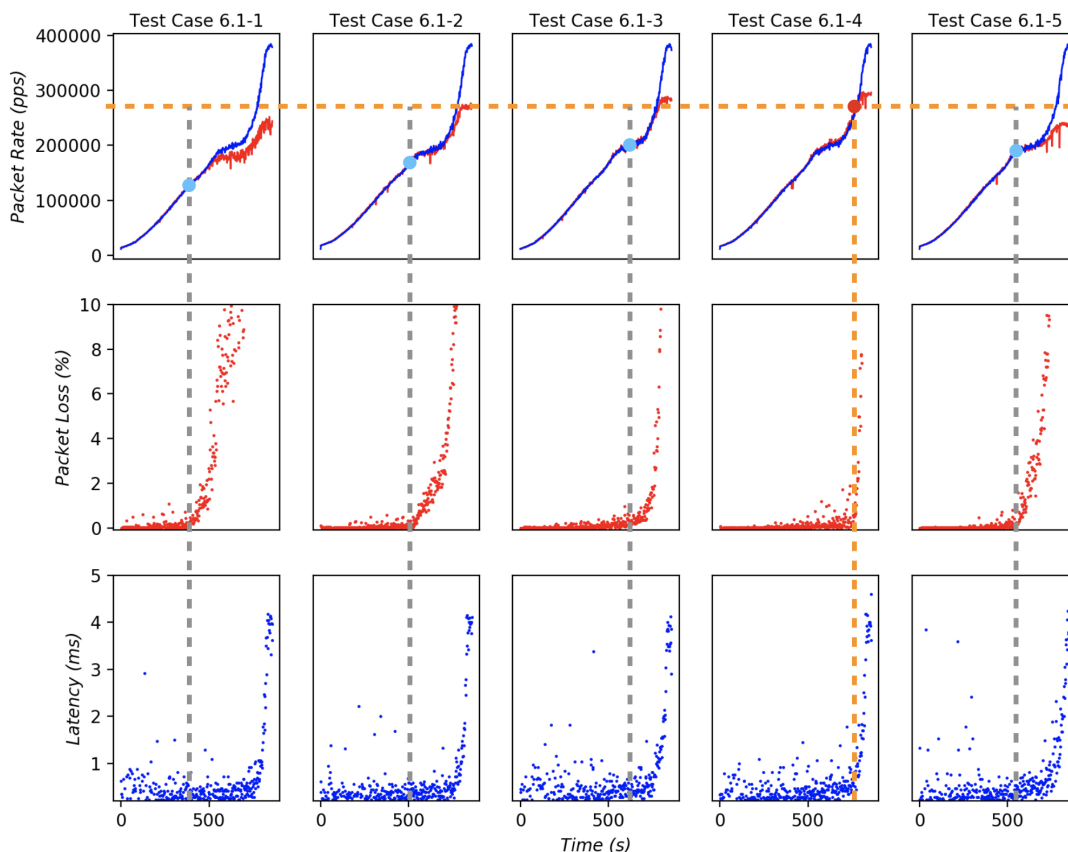 Test Case 6.1-1 Test Case 6.1-2 Test Case 6.1-3 Test Case 6.1-4 Test Case 6.1-5
400000
300000
200000
100000
0
Packet Rate (pps)
10
8
6
4
2
0
Packet Loss (%)
5
4
3
2
1
Latency (ms)
0 500 0 500 0 500 0 500 0 500
Time (s)